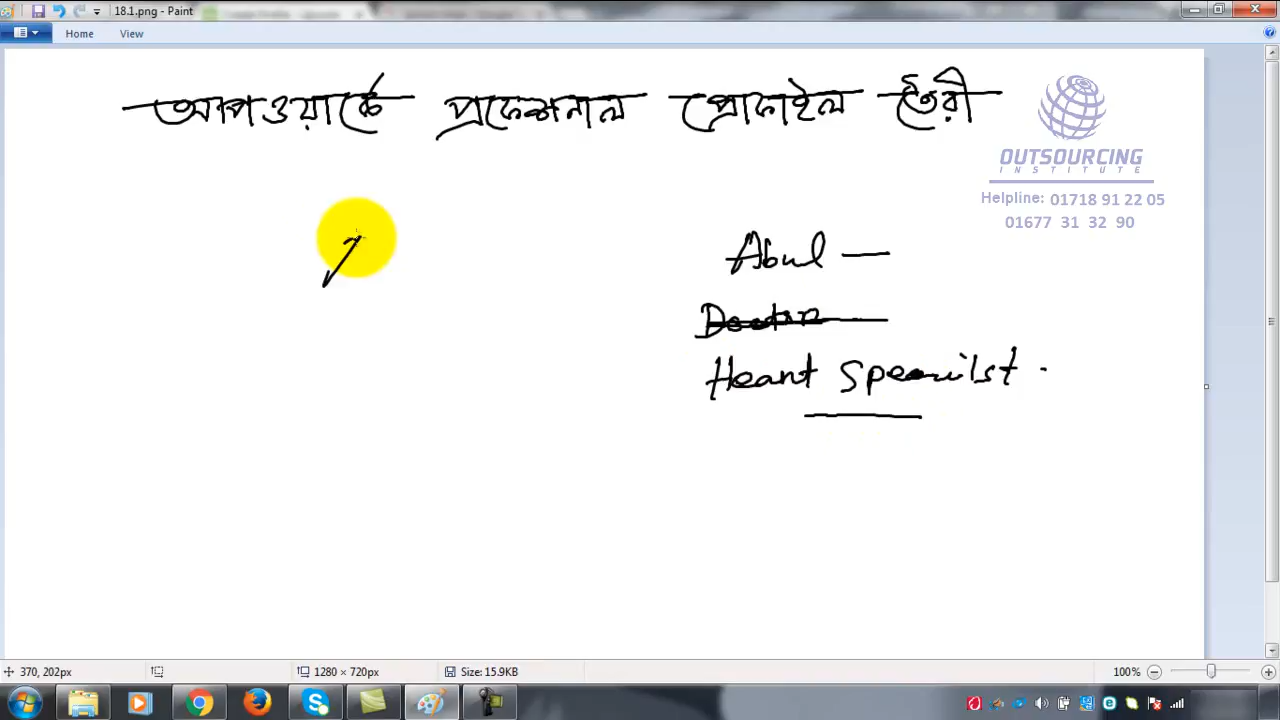 18.1.png - Paint
Home View
আপওয়ার্কে প্রফেশনাল প্রোফাইল তৈরী
OUTSOURCING
INSTITUTE
Helpline: 01718 91 22 05
01677 31 32 90
Abul —
Doctor
Heart Specilst
370, 202px
1280 × 720px
Size: 15.9KB
100%